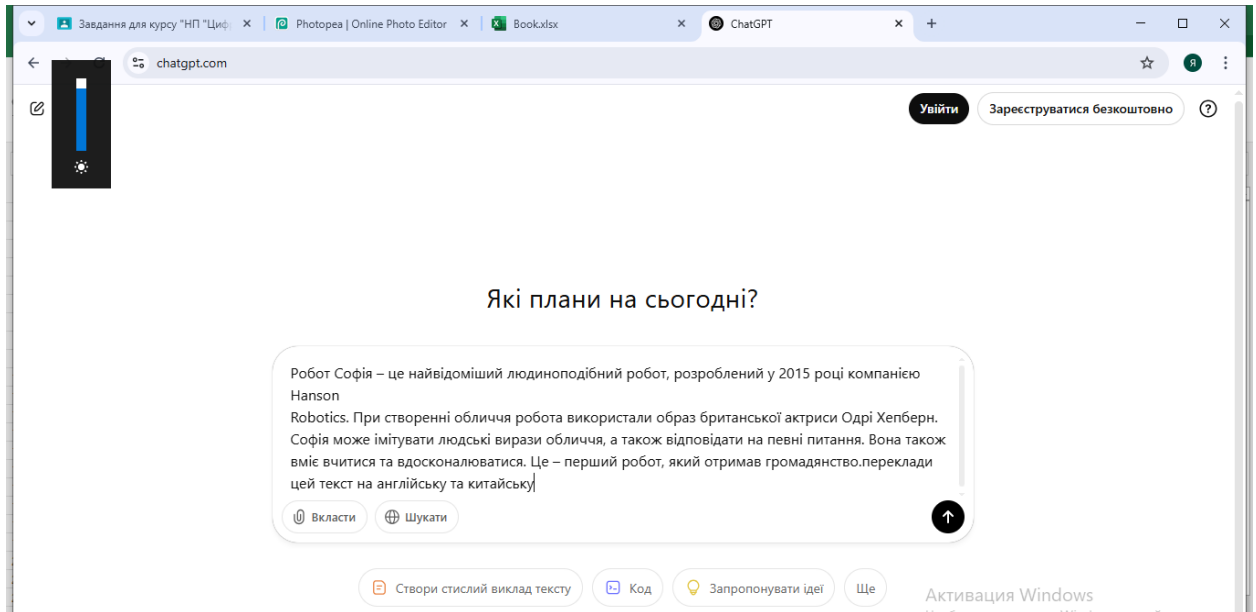 Завдання для курсу "НП "Циф
Photopea | Online Photo Editor
Book.xlsx
ChatGPT
chatgpt.com
Я
Увійти
Зареєструватися безкоштовно
Які плани на сьогодні?
Робот Софія – це найвідоміший людиноподібний робот, розроблений у 2015 році компанією
Hanson
Robotics. При створенні обличчя робота використали образ британської актриси Одрі Хепберн.
Софія може імітувати людські вирази обличчя, а також відповідати на певні питання. Вона також
вміє вчитися та вдосконалюватися. Це – перший робот, який отримав громадянство.переклади
цей текст на англійську та китайську
Вкласти
Шукати
Створи стислий виклад тексту
Код
Запропонувати ідеї
Ще
Активация Windows